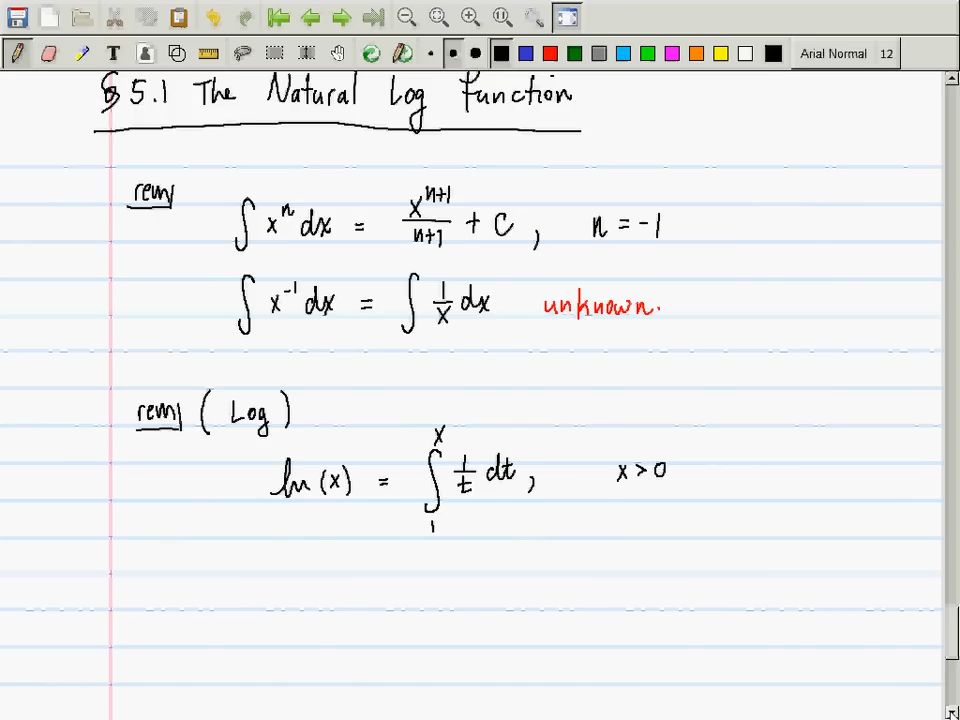 Arial Normal 12
§ 5.1 The Natural Log Function
rem
∫ xⁿ dx = x^(n+1)/(n+1) + C , n = -1
∫ x⁻¹ dx = ∫ 1/x dx unknown.
rem ( Log )
ln (x) = ∫₁ˣ 1/t dt , x > 0